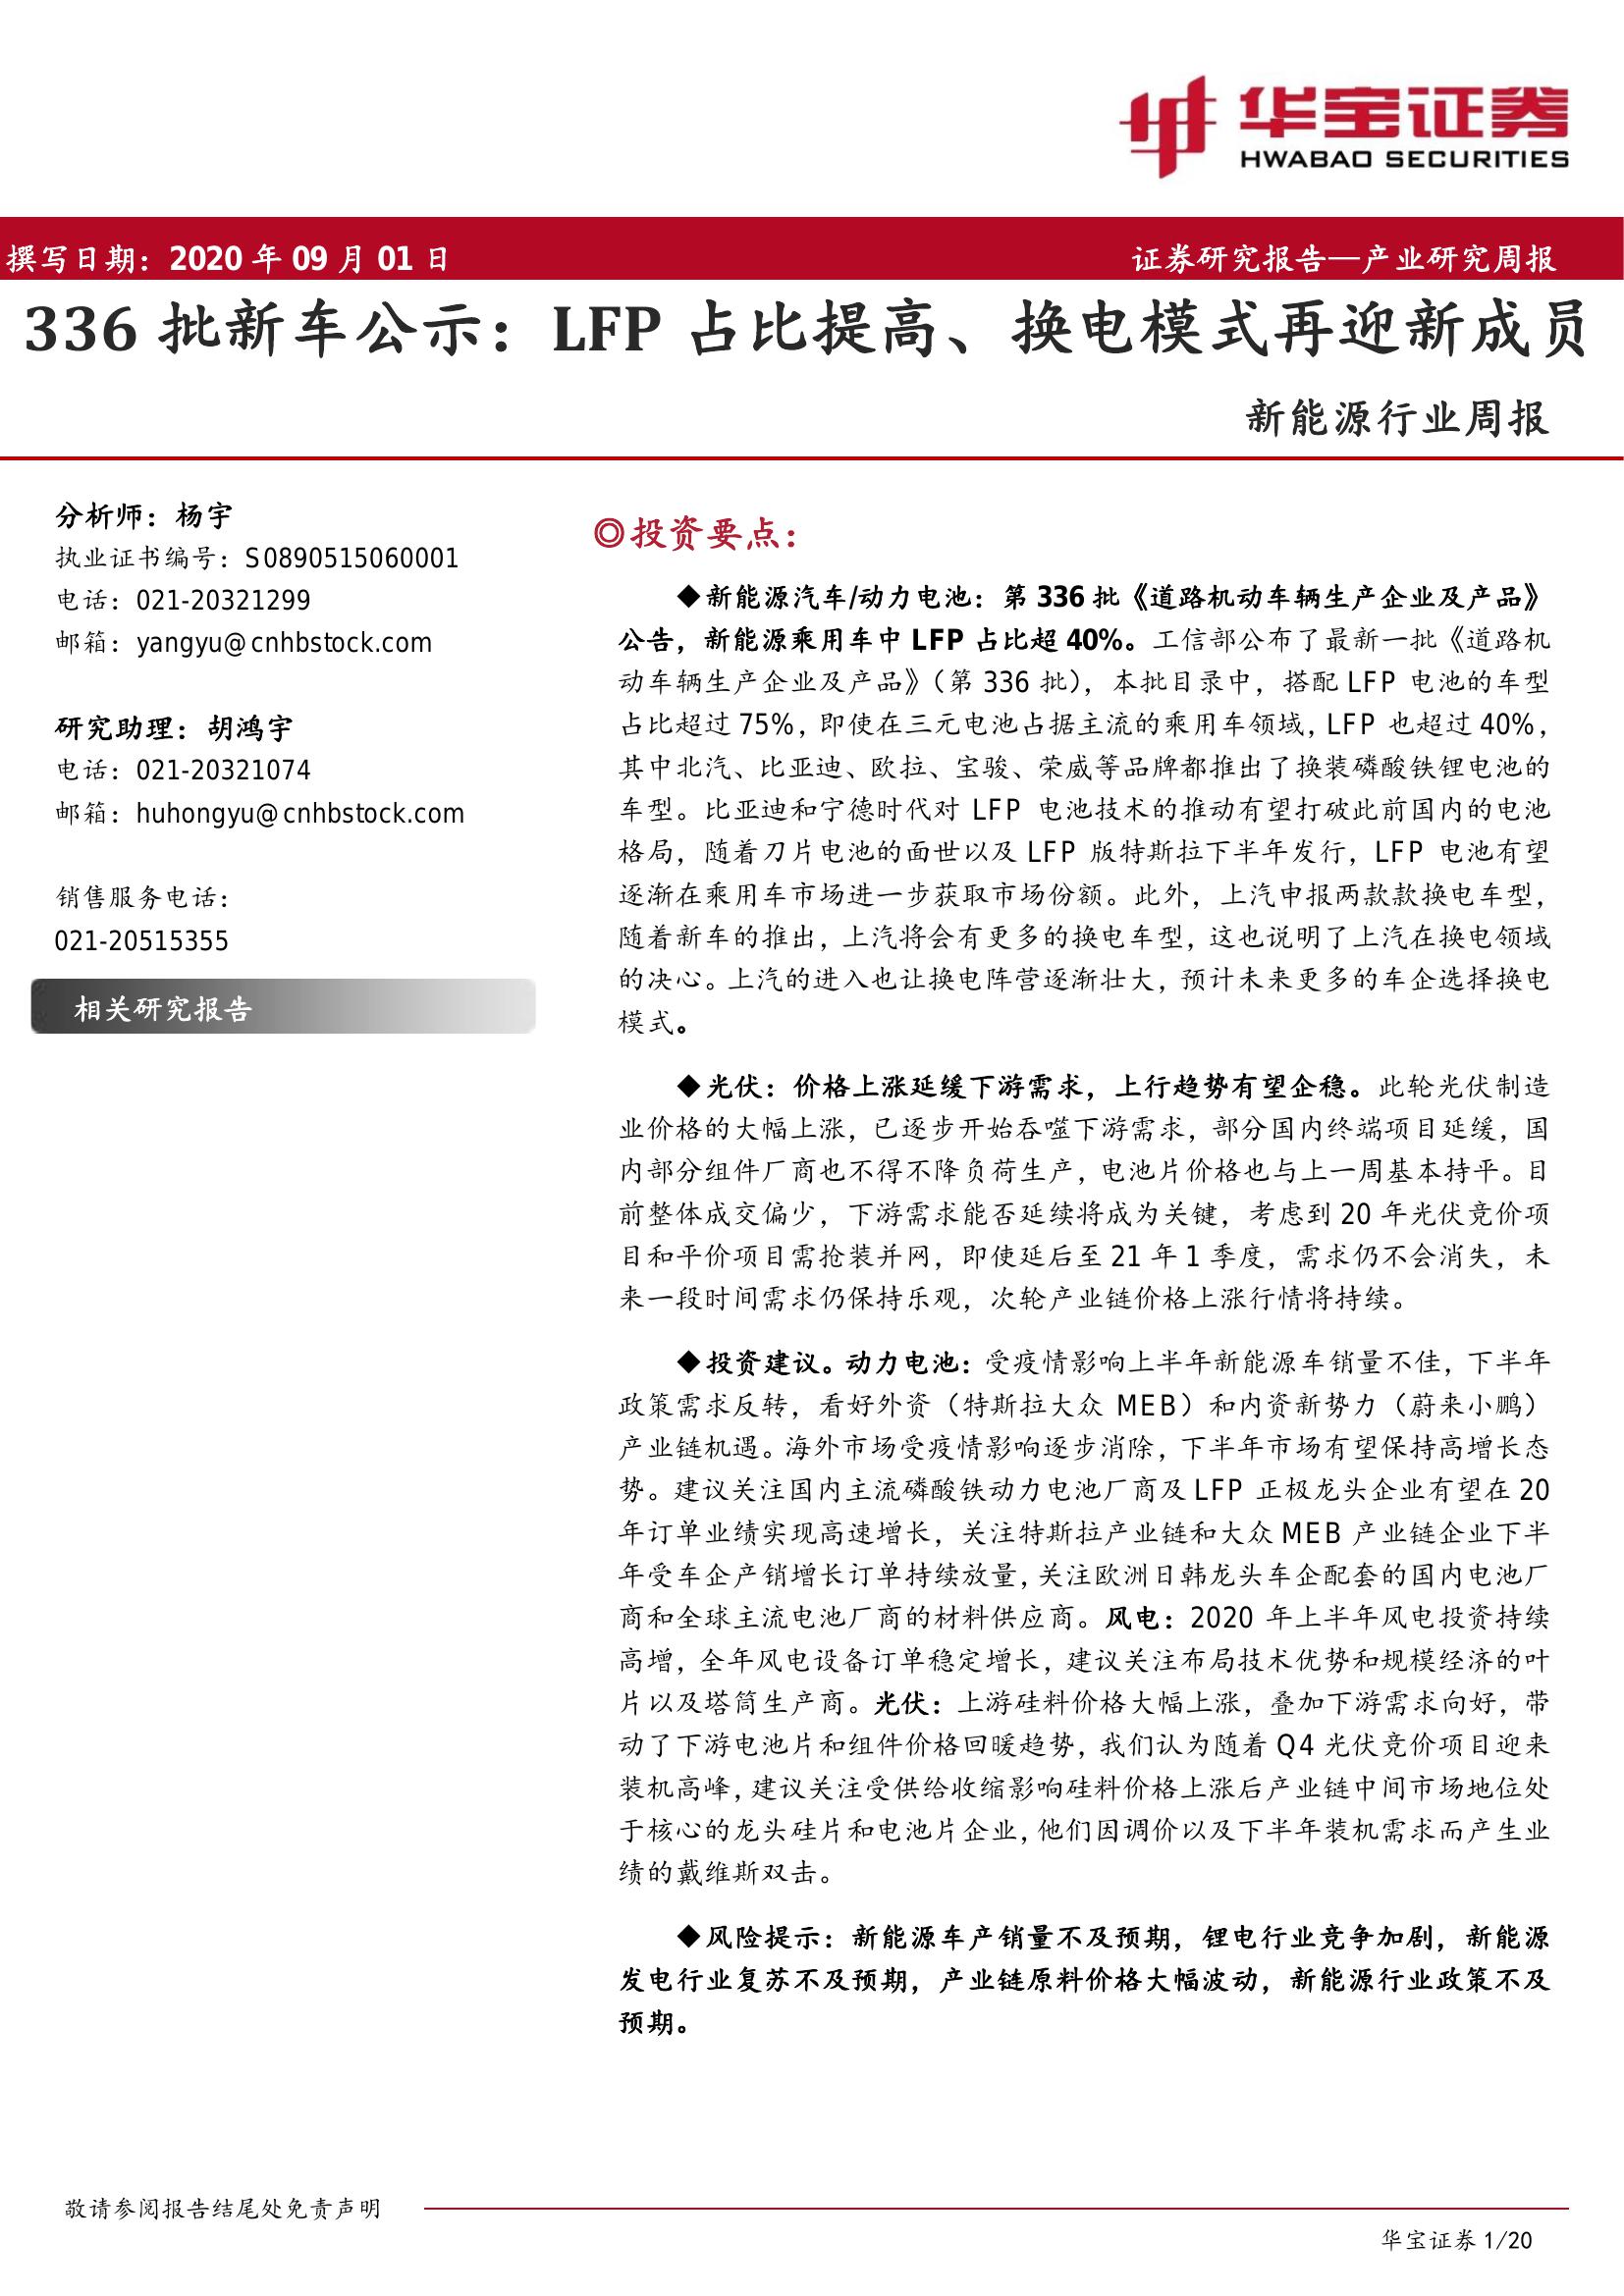 华宝证券
HWABAO SECURITIES
撰写日期：2020 年 09 月 01 日
证券研究报告—产业研究周报
336 批新车公示：LFP 占比提高、换电模式再迎新成员
新能源行业周报
分析师：杨宇
执业证书编号：S0890515060001
电话：021-20321299
邮箱：yangyu@cnhbstock.com
研究助理：胡鸿宇
电话：021-20321074
邮箱：huhongyu@cnhbstock.com
销售服务电话：
021-20515355
相关研究报告
◎投资要点：
◆新能源汽车/动力电池：第 336 批《道路机动车辆生产企业及产品》
公告，新能源乘用车中 LFP 占比超 40%。工信部公布了最新一批《道路机
动车辆生产企业及产品》（第 336 批），本批目录中，搭配 LFP 电池的车型
占比超过 75%，即使在三元电池占据主流的乘用车领域，LFP 也超过 40%，
其中北汽、比亚迪、欧拉、宝骏、荣威等品牌都推出了换装磷酸铁锂电池的
车型。比亚迪和宁德时代对 LFP 电池技术的推动有望打破此前国内的电池
格局，随着刀片电池的面世以及 LFP 版特斯拉下半年发行，LFP 电池有望
逐渐在乘用车市场进一步获取市场份额。此外，上汽申报两款款换电车型，
随着新车的推出，上汽将会有更多的换电车型，这也说明了上汽在换电领域
的决心。上汽的进入也让换电阵营逐渐壮大，预计未来更多的车企选择换电
模式。
◆光伏：价格上涨延缓下游需求，上行趋势有望企稳。此轮光伏制造
业价格的大幅上涨，已逐步开始吞噬下游需求，部分国内终端项目延缓，国
内部分组件厂商也不得不降负荷生产，电池片价格也与上一周基本持平。目
前整体成交偏少，下游需求能否延续将成为关键，考虑到 20 年光伏竞价项
目和平价项目需抢装并网，即使延后至 21 年 1 季度，需求仍不会消失，未
来一段时间需求仍保持乐观，次轮产业链价格上涨行情将持续。
◆投资建议。动力电池：受疫情影响上半年新能源车销量不佳，下半年
政策需求反转，看好外资（特斯拉大众 MEB）和内资新势力（蔚来小鹏）
产业链机遇。海外市场受疫情影响逐步消除，下半年市场有望保持高增长态
势。建议关注国内主流磷酸铁动力电池厂商及 LFP 正极龙头企业有望在 20
年订单业绩实现高速增长，关注特斯拉产业链和大众 MEB 产业链企业下半
年受车企产销增长订单持续放量，关注欧洲日韩龙头车企配套的国内电池厂
商和全球主流电池厂商的材料供应商。风电：2020 年上半年风电投资持续
高增，全年风电设备订单稳定增长，建议关注布局技术优势和规模经济的叶
片以及塔筒生产商。光伏：上游硅料价格大幅上涨，叠加下游需求向好，带
动了下游电池片和组件价格回暖趋势，我们认为随着 Q4 光伏竞价项目迎来
装机高峰，建议关注受供给收缩影响硅料价格上涨后产业链中间市场地位处
于核心的龙头硅片和电池片企业，他们因调价以及下半年装机需求而产生业
绩的戴维斯双击。
◆风险提示：新能源车产销量不及预期，锂电行业竞争加剧，新能源
发电行业复苏不及预期，产业链原料价格大幅波动，新能源行业政策不及
预期。
敬请参阅报告结尾处免责声明
华宝证券 1/20